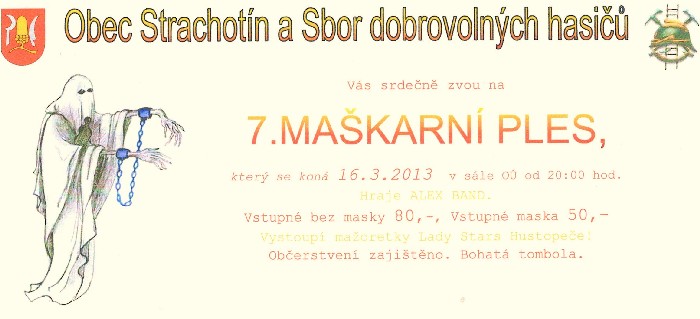 Obec Strachotín a Sbor dobrovolných hasičů
Vás srdečně zvou na
7.MAŠKARNÍ PLES,
který se koná 16.3.2013 v sále OÚ od 20:00 hod.
Hraje ALEX BAND.
Vstupné bez masky 80,-, Vstupné maska 50,-
Vystoupí mažoretky Lady Stars Hustopeče!
Občerstvení zajištěno. Bohatá tombola.